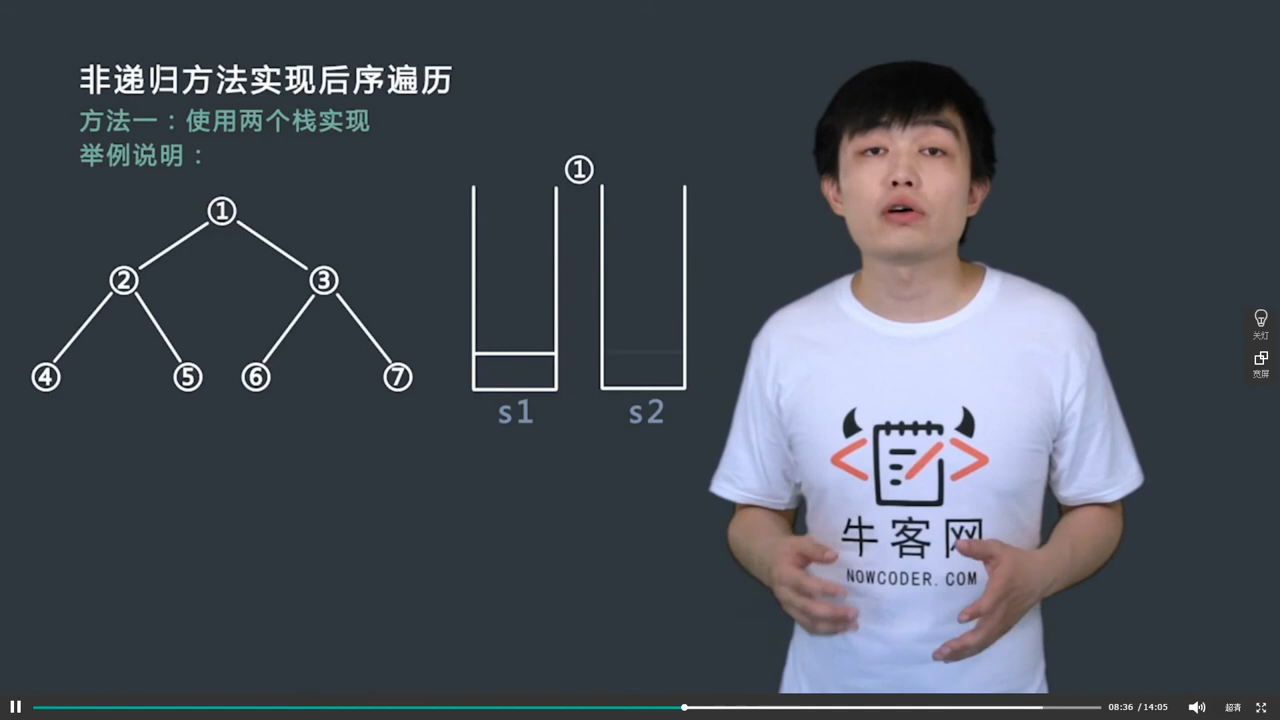 非递归方法实现后序遍历
方法一：使用两个栈实现
举例说明：
①
①
②
③
④
⑤
⑥
⑦
s1
s2
牛客网
NOWCODER.COM
关灯
宽屏
08:36 / 14:05
超清